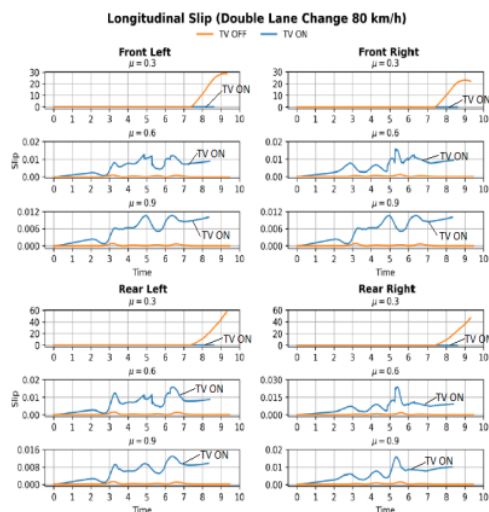 Longitudinal Slip (Double Lane Change 80 km/h)
TV OFF TV ON
Front Left
μ = 0.3
30
20
10
0
TV ON
0 1 2 3 4 5 6 7 8 9 10
μ = 0.6
Slip
0.02
0.01
0.00
TV ON
0 1 2 3 4 5 6 7 8 9 10
μ = 0.9
0.012
0.006
0.000
TV ON
0 1 2 3 4 5 6 7 8 9 10
Time
Front Right
μ = 0.3
30
20
10
0
TV ON
0 1 2 3 4 5 6 7 8 9 10
μ = 0.6
0.02
0.01
0.00
TV ON
0 1 2 3 4 5 6 7 8 9 10
μ = 0.9
0.012
0.006
0.000
TV ON
0 1 2 3 4 5 6 7 8 9 10
Time
Rear Left
μ = 0.3
60
40
20
0
TV ON
0 1 2 3 4 5 6 7 8 9 10
μ = 0.6
Slip
0.02
0.01
0.00
TV ON
0 1 2 3 4 5 6 7 8 9 10
μ = 0.9
0.016
0.008
0.000
TV ON
0 1 2 3 4 5 6 7 8 9 10
Time
Rear Right
μ = 0.3
60
40
20
0
TV ON
0 1 2 3 4 5 6 7 8 9 10
μ = 0.6
0.030
0.015
0.00
TV ON
0 1 2 3 4 5 6 7 8 9 10
μ = 0.9
0.02
0.01
0.00
TV ON
0 1 2 3 4 5 6 7 8 9 10
Time